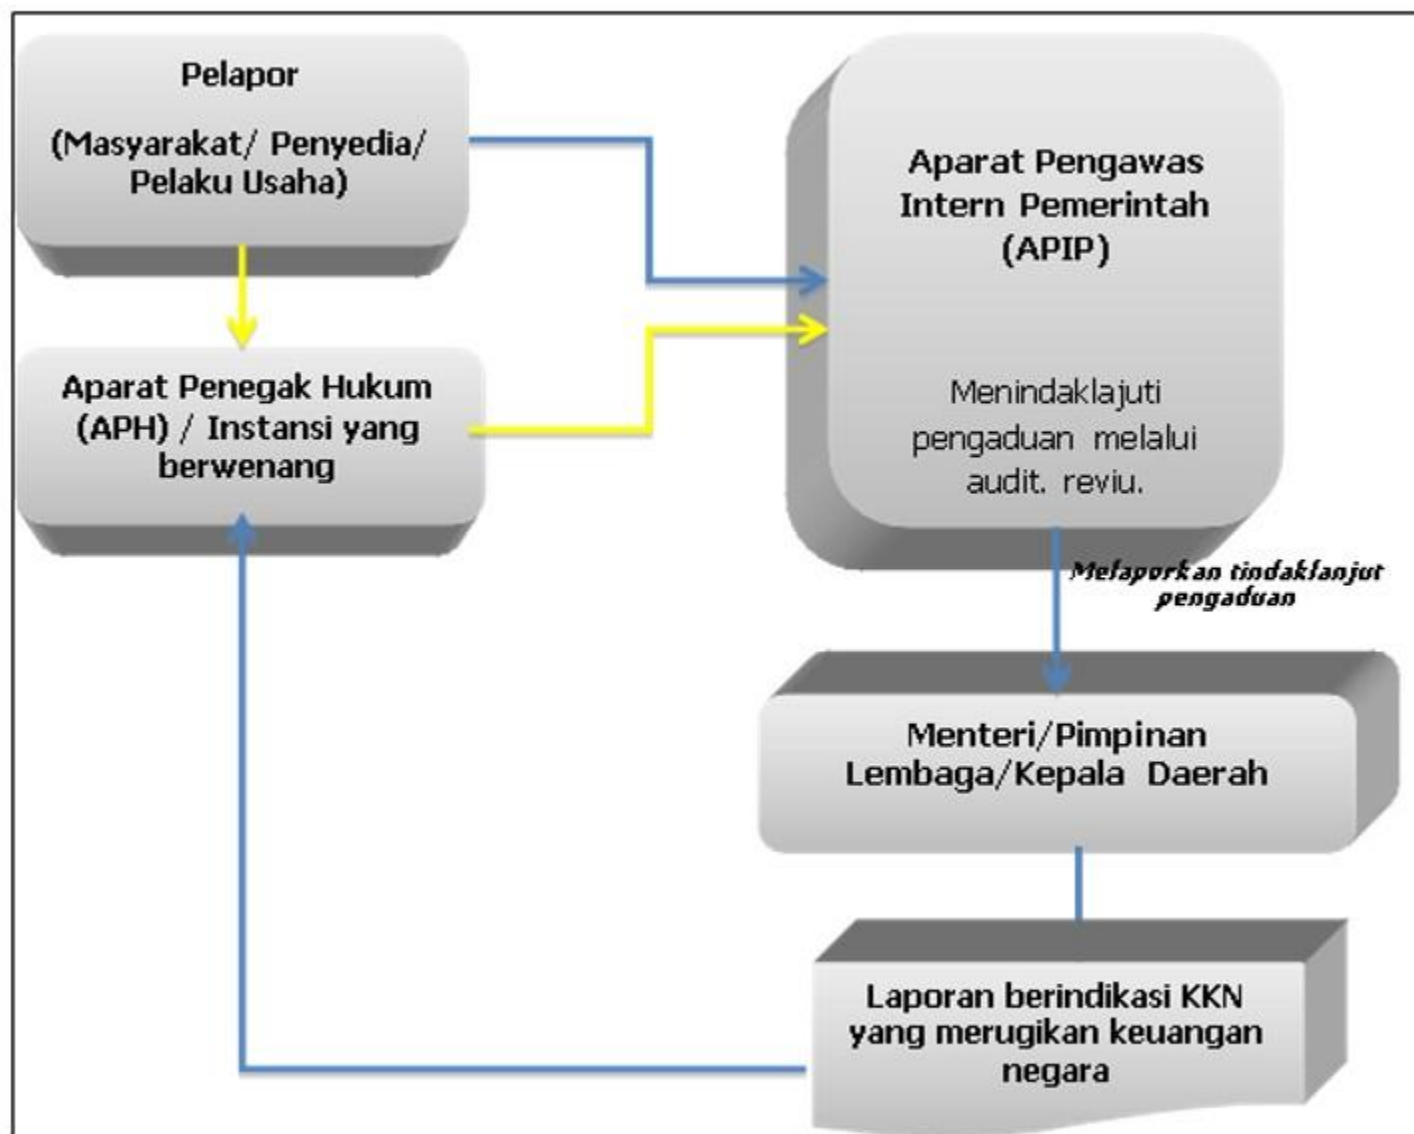 Pelapor
(Masyarakat/ Penyedia/
Pelaku Usaha)
Aparat Penegak Hukum
(APH) / Instansi yang
berwenang
Aparat Pengawas
Intern Pemerintah
(APIP)
Menindaklajuti
pengaduan melalui
audit. reviu.
Melaporkan tindaklanjut
pengaduan
Menteri/Pimpinan
Lembaga/Kepala Daerah
Laporan berindikasi KKN
yang merugikan keuangan
negara